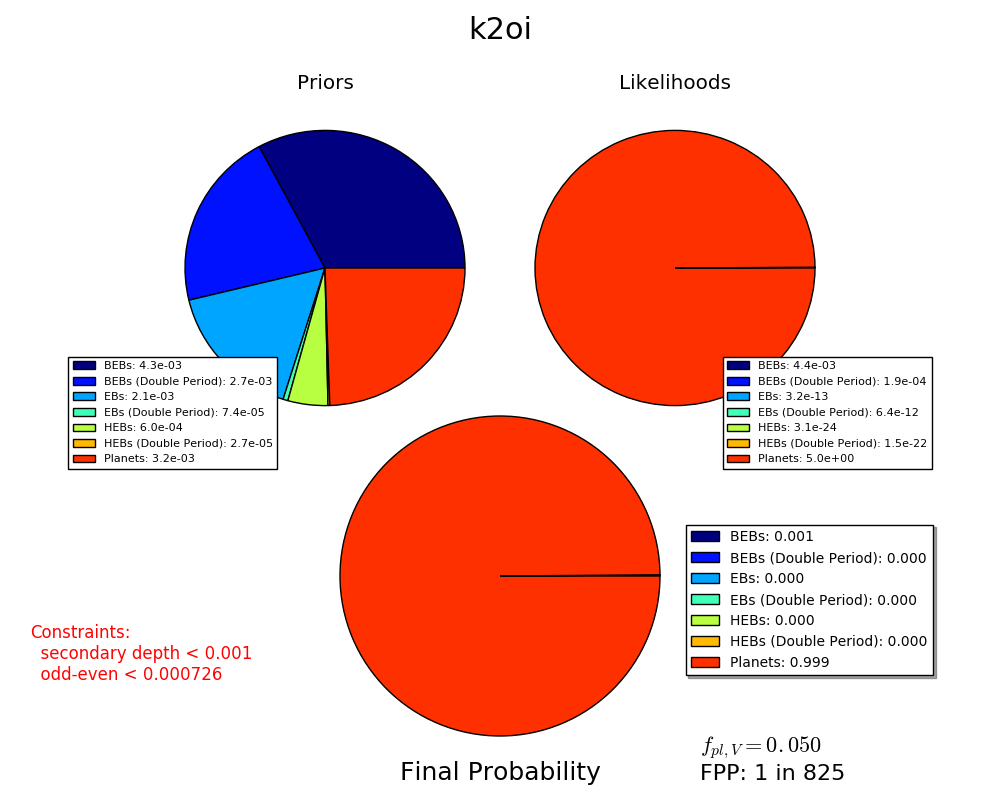 k2oi
Priors
Likelihoods
BEBs: 4.3e-03
BEBs (Double Period): 2.7e-03
EBs: 2.1e-03
EBs (Double Period): 7.4e-05
HEBs: 6.0e-04
HEBs (Double Period): 2.7e-05
Planets: 3.2e-03
BEBs: 4.4e-03
BEBs (Double Period): 1.9e-04
EBs: 3.2e-13
EBs (Double Period): 6.4e-12
HEBs: 3.1e-24
HEBs (Double Period): 1.5e-22
Planets: 5.0e+00
BEBs: 0.001
BEBs (Double Period): 0.000
EBs: 0.000
EBs (Double Period): 0.000
HEBs: 0.000
HEBs (Double Period): 0.000
Planets: 0.999
Constraints:
secondary depth < 0.001
odd-even < 0.000726
Final Probability
f_{pl,V} = 0.050
FPP: 1 in 825